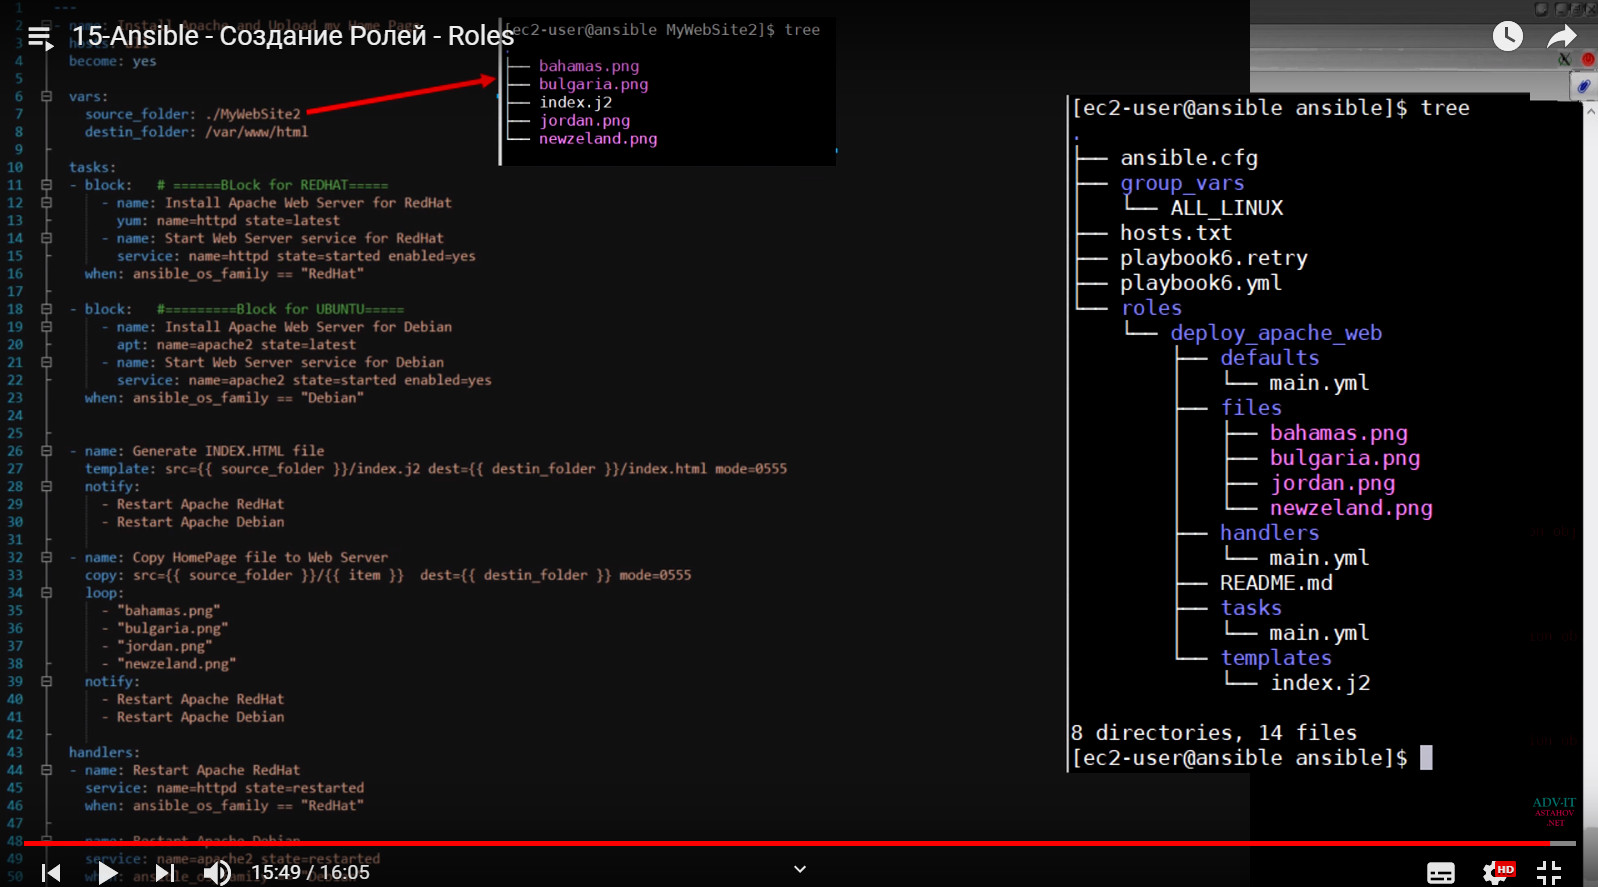 15-Ansible - Создание Ролей - Roles
1 ---
2 - name: Install Apache and Upload my Home Page
3 hosts: all
4 become: yes
5
6 vars:
7 source_folder: ./MyWebSite2
8 destin_folder: /var/www/html
9
10 tasks:
11 - block: # ======BLock for REDHAT=====
12 - name: Install Apache Web Server for RedHat
13 yum: name=httpd state=latest
14 - name: Start Web Server service for RedHat
15 service: name=httpd state=started enabled=yes
16 when: ansible_os_family == "RedHat"
17
18 - block: #=========Block for UBUNTU=====
19 - name: Install Apache Web Server for Debian
20 apt: name=apache2 state=latest
21 - name: Start Web Server service for Debian
22 service: name=apache2 state=started enabled=yes
23 when: ansible_os_family == "Debian"
24
25
26 - name: Generate INDEX.HTML file
27 template: src={{ source_folder }}/index.j2 dest={{ destin_folder }}/index.html mode=0555
28 notify:
29 - Restart Apache RedHat
30 - Restart Apache Debian
31
32 - name: Copy HomePage file to Web Server
33 copy: src={{ source_folder }}/{{ item }} dest={{ destin_folder }} mode=0555
34 loop:
35 - "bahamas.png"
36 - "bulgaria.png"
37 - "jordan.png"
38 - "newzeland.png"
39 notify:
40 - Restart Apache RedHat
41 - Restart Apache Debian
42
43 handlers:
44 - name: Restart Apache RedHat
45 service: name=httpd state=restarted
46 when: ansible_os_family == "RedHat"
47
48 - name: Restart Apache Debian
49 service: name=apache2 state=restarted
50 when: ansible_os_family == "Debian"
[ec2-user@ansible MyWebSite2]$ tree
.
├── bahamas.png
├── bulgaria.png
├── index.j2
├── jordan.png
└── newzeland.png
[ec2-user@ansible ansible]$ tree
.
├── ansible.cfg
├── group_vars
│   └── ALL_LINUX
├── hosts.txt
├── playbook6.retry
├── playbook6.yml
└── roles
    └── deploy_apache_web
        ├── defaults
        │   └── main.yml
        ├── files
        │   ├── bahamas.png
        │   ├── bulgaria.png
        │   ├── jordan.png
        │   └── newzeland.png
        ├── handlers
        │   └── main.yml
        ├── README.md
        ├── tasks
        │   └── main.yml
        └── templates
            └── index.j2
8 directories, 14 files
[ec2-user@ansible ansible]$
ADV-IT
ASTAHOV
.NET
15:49 / 16:05
HD